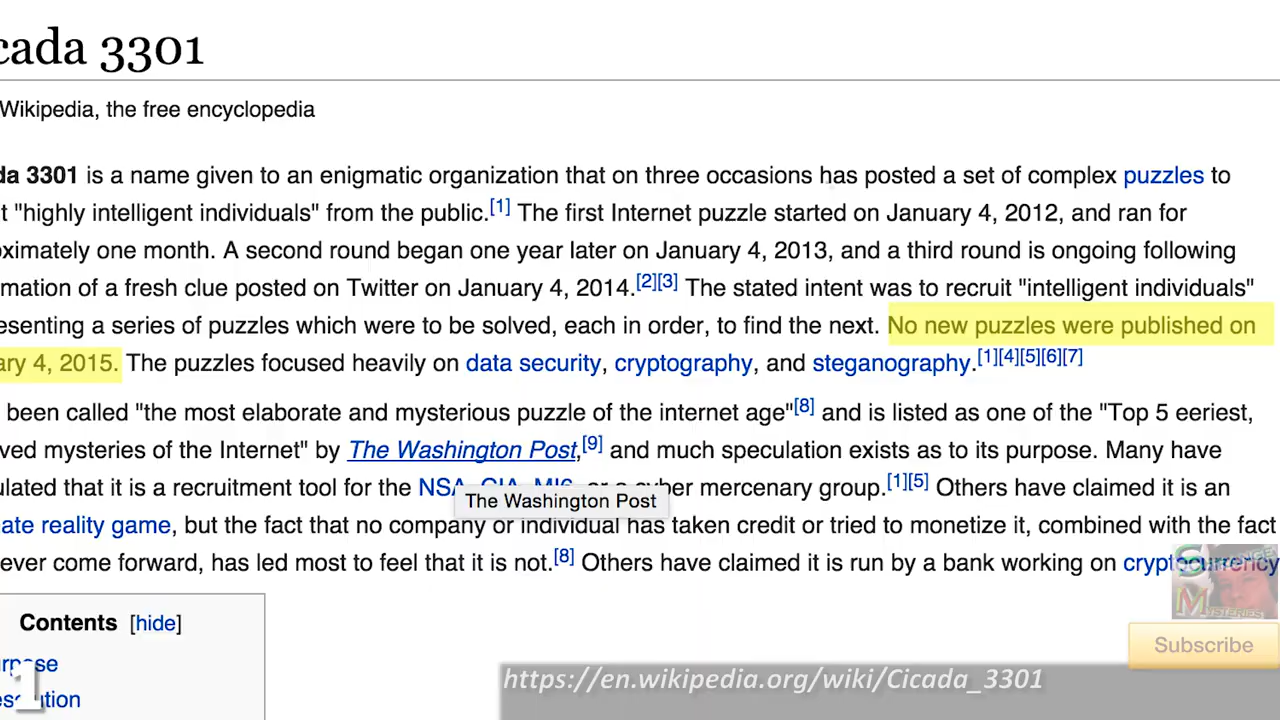 cada 3301
Wikipedia, the free encyclopedia
da 3301 is a name given to an enigmatic organization that on three occasions has posted a set of complex puzzles to
t "highly intelligent individuals" from the public.[1] The first Internet puzzle started on January 4, 2012, and ran for
oximately one month. A second round began one year later on January 4, 2013, and a third round is ongoing following
mation of a fresh clue posted on Twitter on January 4, 2014.[2][3] The stated intent was to recruit "intelligent individuals"
esenting a series of puzzles which were to be solved, each in order, to find the next. No new puzzles were published on
ary 4, 2015. The puzzles focused heavily on data security, cryptography, and steganography.[1][4][5][6][7]
been called "the most elaborate and mysterious puzzle of the internet age"[8] and is listed as one of the "Top 5 eeriest,
ved mysteries of the Internet" by The Washington Post,[9] and much speculation exists as to its purpose. Many have
ulated that it is a recruitment tool for the NSA, CIA, MI6, or a cyber mercenary group.[1][5] Others have claimed it is an
The Washington Post
ate reality game, but the fact that no company or individual has taken credit or tried to monetize it, combined with the fact
ever come forward, has led most to feel that it is not.[8] Others have claimed it is run by a bank working on cryptocurrency
STRANGE
MYSTERIES
Contents [hide]
Subscribe
rpose
https://en.wikipedia.org/wiki/Cicada_3301
1
esolution